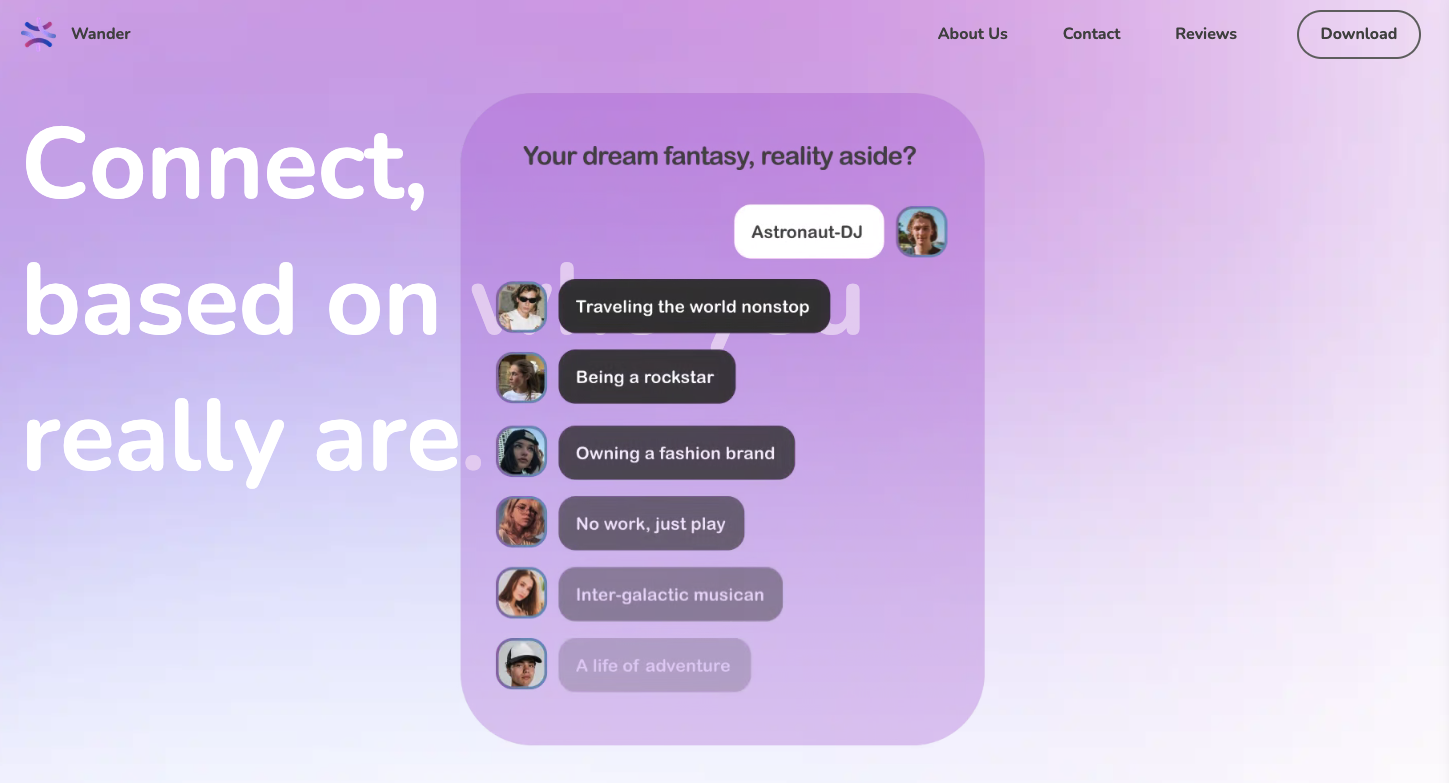 Wander
About Us
Contact
Reviews
Download
Connect,
based on who you
really are.
Your dream fantasy, reality aside?
Astronaut-DJ
Traveling the world nonstop
Being a rockstar
Owning a fashion brand
No work, just play
Inter-galactic musican
A life of adventure